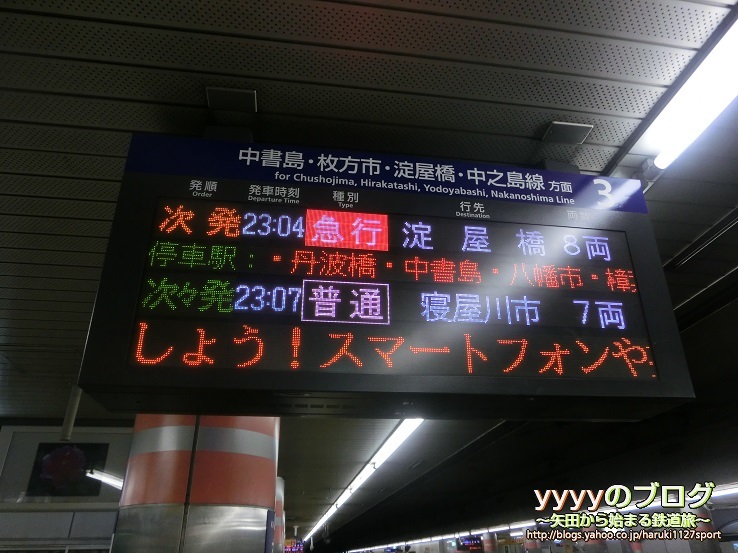 中書島・枚方市・淀屋橋・中之島線 方面 3
for Chushojima, Hirakatashi, Yodoyabashi, Nakanoshima Line
発順 発車時刻 種別 行先 両数
Order Departure Time Type Destination
次発 23:04 急行 淀屋橋 8両
停車駅：・丹波橋・中書島・八幡市・樟
次々発 23:07 普通 寝屋川市 7両
しょう！スマートフォンや
yyyyのブログ
～矢田から始まる鉄道旅～
http://blogs.yahoo.co.jp/haruki1127sport